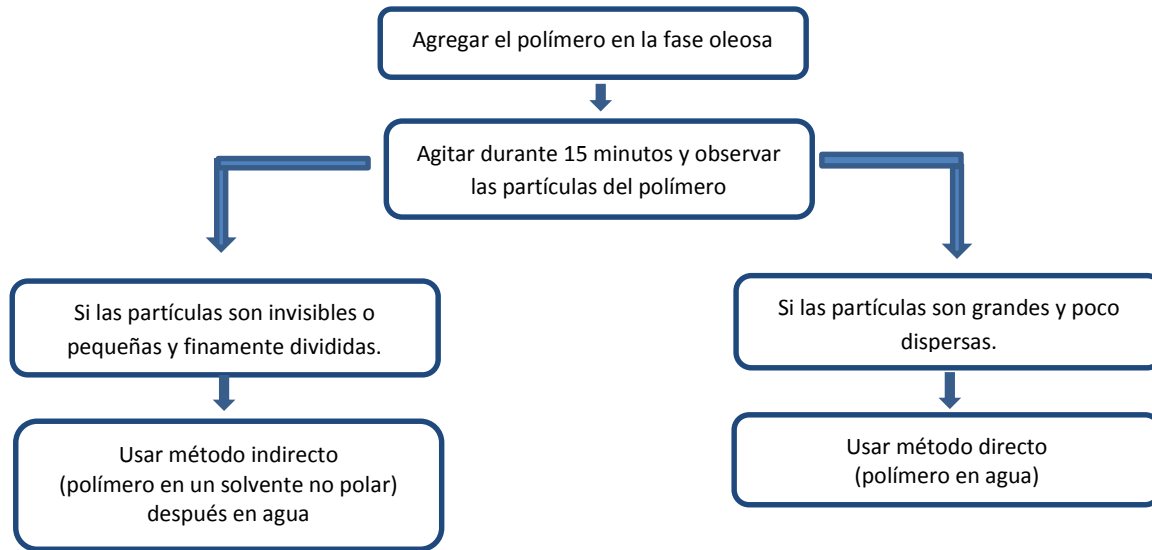 Agregar el polímero en la fase oleosa
Agitar durante 15 minutos y observar
las partículas del polímero
Si las partículas son invisibles o
pequeñas y finamente divididas.
Usar método indirecto
(polímero en un solvente no polar)
después en agua
Si las partículas son grandes y poco
dispersas.
Usar método directo
(polímero en agua)